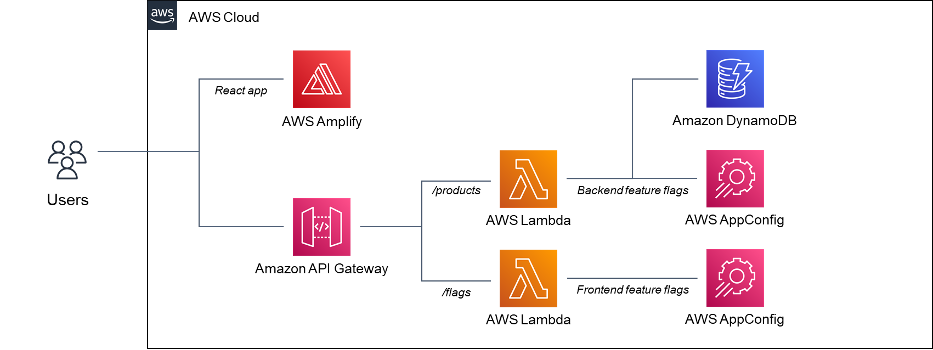 aws
AWS Cloud
React app
AWS Amplify
Amazon DynamoDB
Users
/products
Backend feature flags
AWS Lambda
AWS AppConfig
</>
Amazon API Gateway
/flags
Frontend feature flags
AWS Lambda
AWS AppConfig